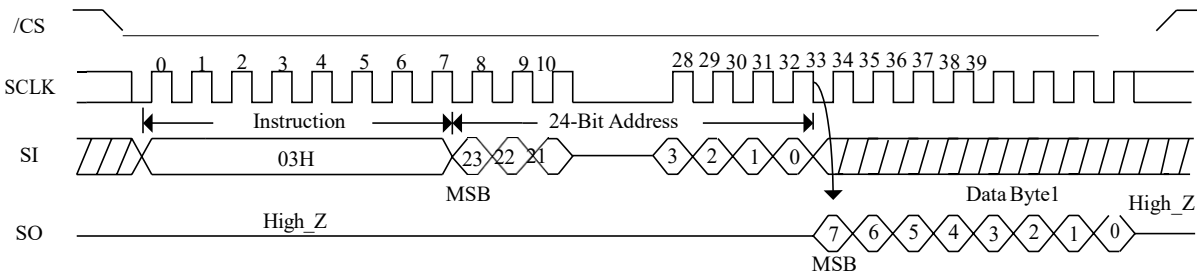 /CS
0 1 2 3 4 5 6 7 8 9 10 28 29 30 31 32 33 34 35 36 37 38 39
SCLK
Instruction 24-Bit Address
SI 03H 23 22 21 3 2 1 0
MSB Data Byte1 High_Z
High_Z
SO 7 6 5 4 3 2 1 0
MSB